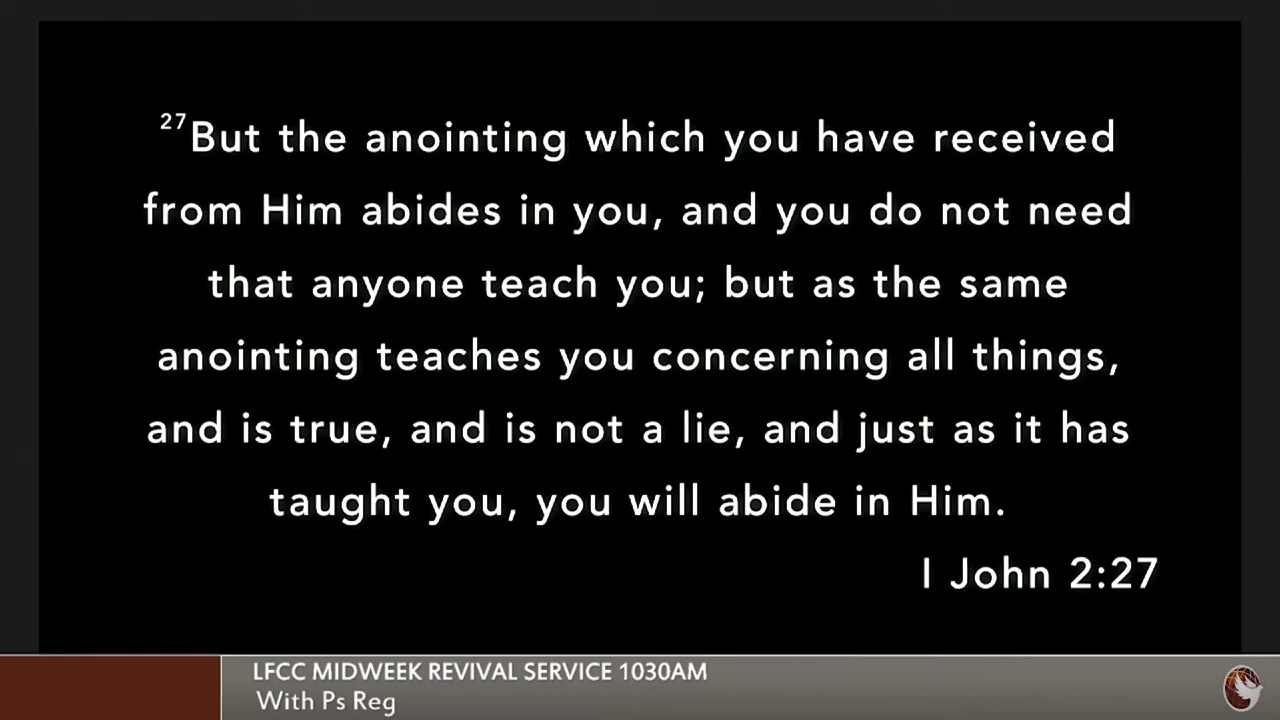 27But the anointing which you have received
from Him abides in you, and you do not need
that anyone teach you; but as the same
anointing teaches you concerning all things,
and is true, and is not a lie, and just as it has
taught you, you will abide in Him.
I John 2:27
LFCC MIDWEEK REVIVAL SERVICE 1030AM
With Ps Reg